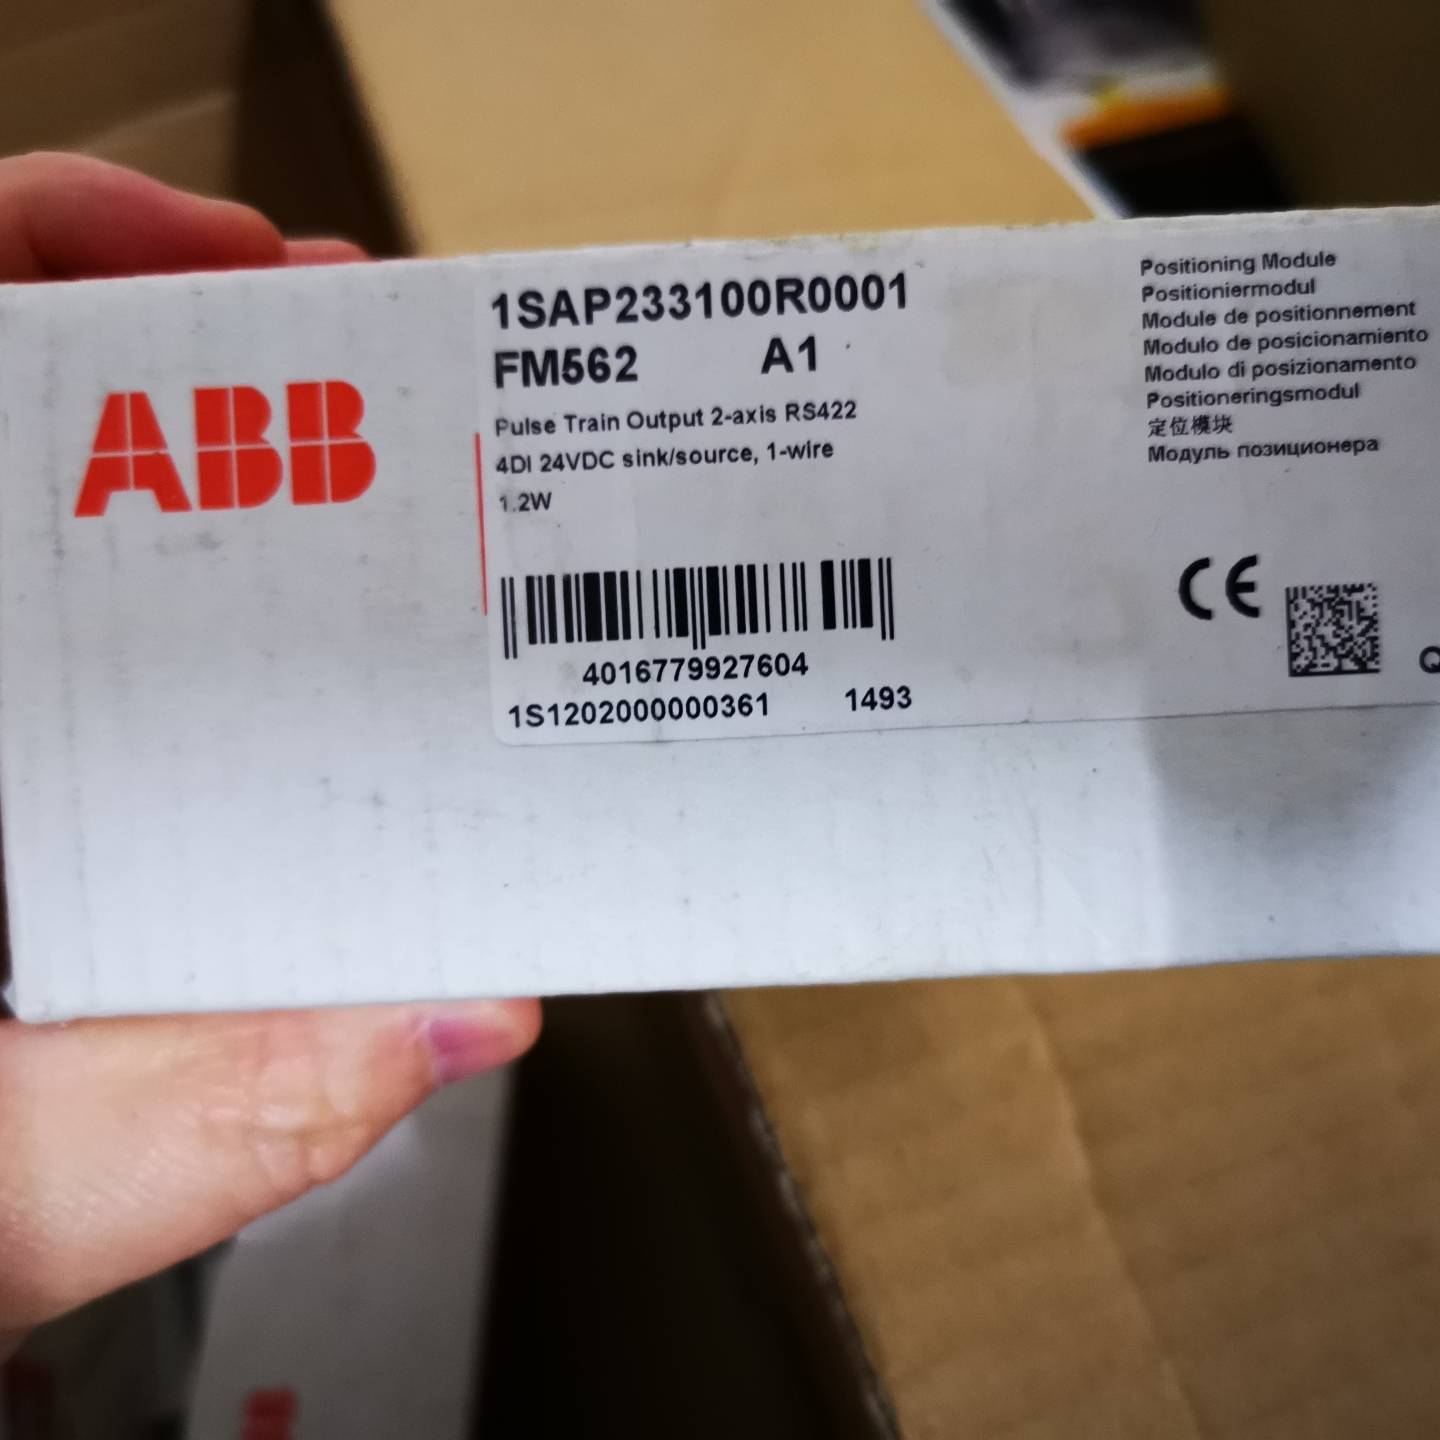 ABB
1SAP233100R0001
FM562 A1
Pulse Train Output 2-axis RS422
4DI 24VDC sink/source, 1-wire
1.2W
4016779927604
1S1202000000361 1493
Positioning Module
Positioniermodul
Module de positionnement
Modulo de posicionamiento
Modulo di posizionamento
Positioneringsmodul
定位模块
Модуль позиционера
CE